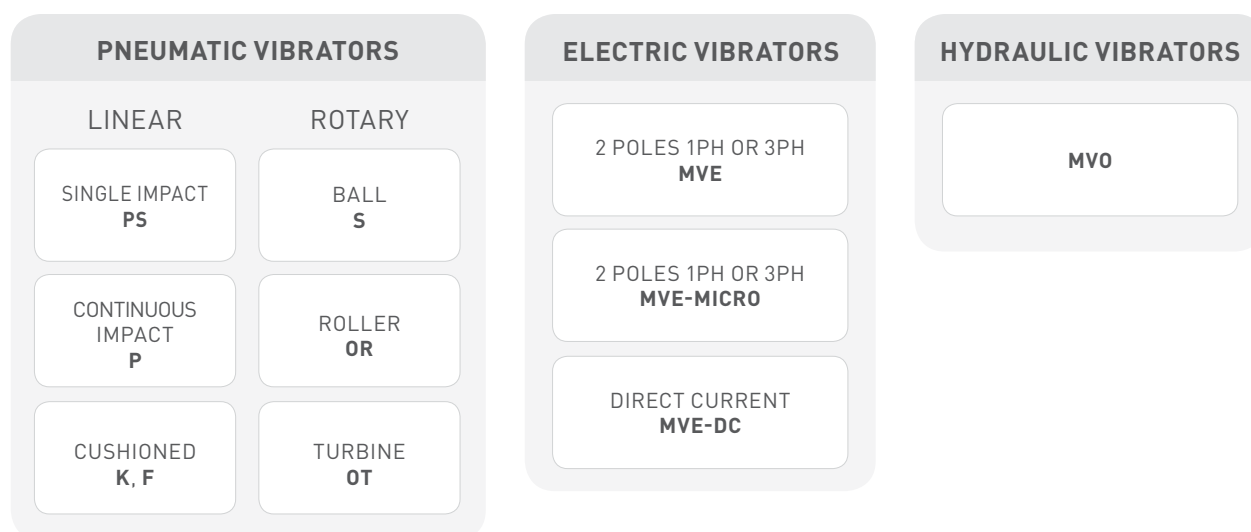 PNEUMATIC VIBRATORS
LINEAR
SINGLE IMPACT
PS
CONTINUOUS
IMPACT
P
CUSHIONED
K, F
ROTARY
BALL
S
ROLLER
OR
TURBINE
OT
ELECTRIC VIBRATORS
2 POLES 1PH OR 3PH
MVE
2 POLES 1PH OR 3PH
MVE-MICRO
DIRECT CURRENT
MVE-DC
HYDRAULIC VIBRATORS
MVO